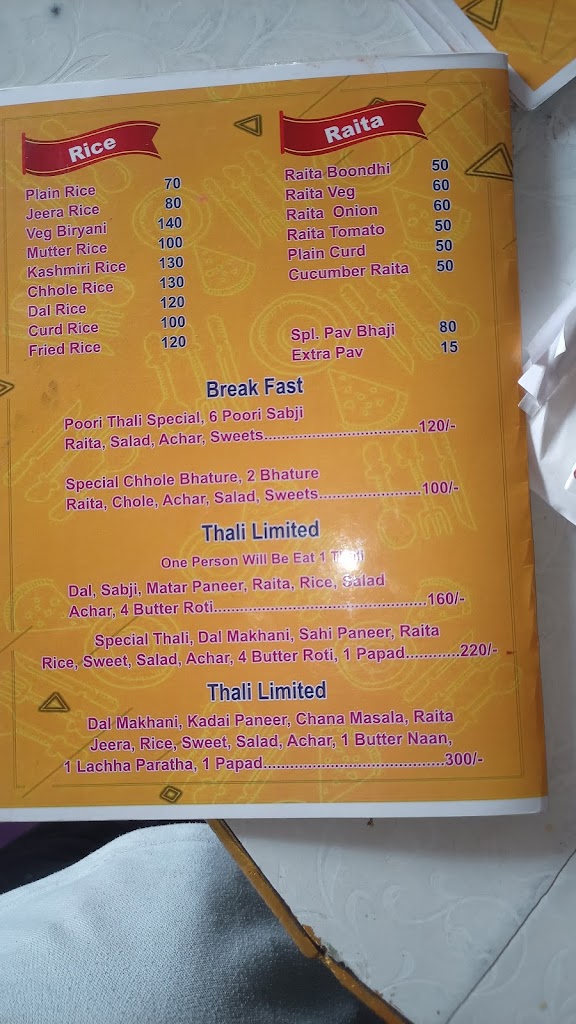 Rice
Plain Rice 70
Jeera Rice 80
Veg Biryani 140
Mutter Rice 100
Kashmiri Rice 130
Chhole Rice 130
Dal Rice 120
Curd Rice 100
Fried Rice 120
Raita
Raita Boondhi 50
Raita Veg 60
Raita Onion 60
Raita Tomato 50
Plain Curd 50
Cucumber Raita 50
Spl. Pav Bhaji 80
Extra Pav 15
Break Fast
Poori Thali Special, 6 Poori Sabji
Raita, Salad, Achar, Sweets..................................120/-
Special Chhole Bhature, 2 Bhature
Raita, Chole, Achar, Salad, Sweets.......................100/-
Thali Limited
One Person Will Be Eat 1 Thali
Dal, Sabji, Matar Paneer, Raita, Rice, Salad
Achar, 4 Butter Roti...............................................160/-
Special Thali, Dal Makhani, Sahi Paneer, Raita
Rice, Sweet, Salad, Achar, 4 Butter Roti, 1 Papad............220/-
Thali Limited
Dal Makhani, Kadai Paneer, Chana Masala, Raita
Jeera, Rice, Sweet, Salad, Achar, 1 Butter Naan,
1 Lachha Paratha, 1 Papad........................................300/-